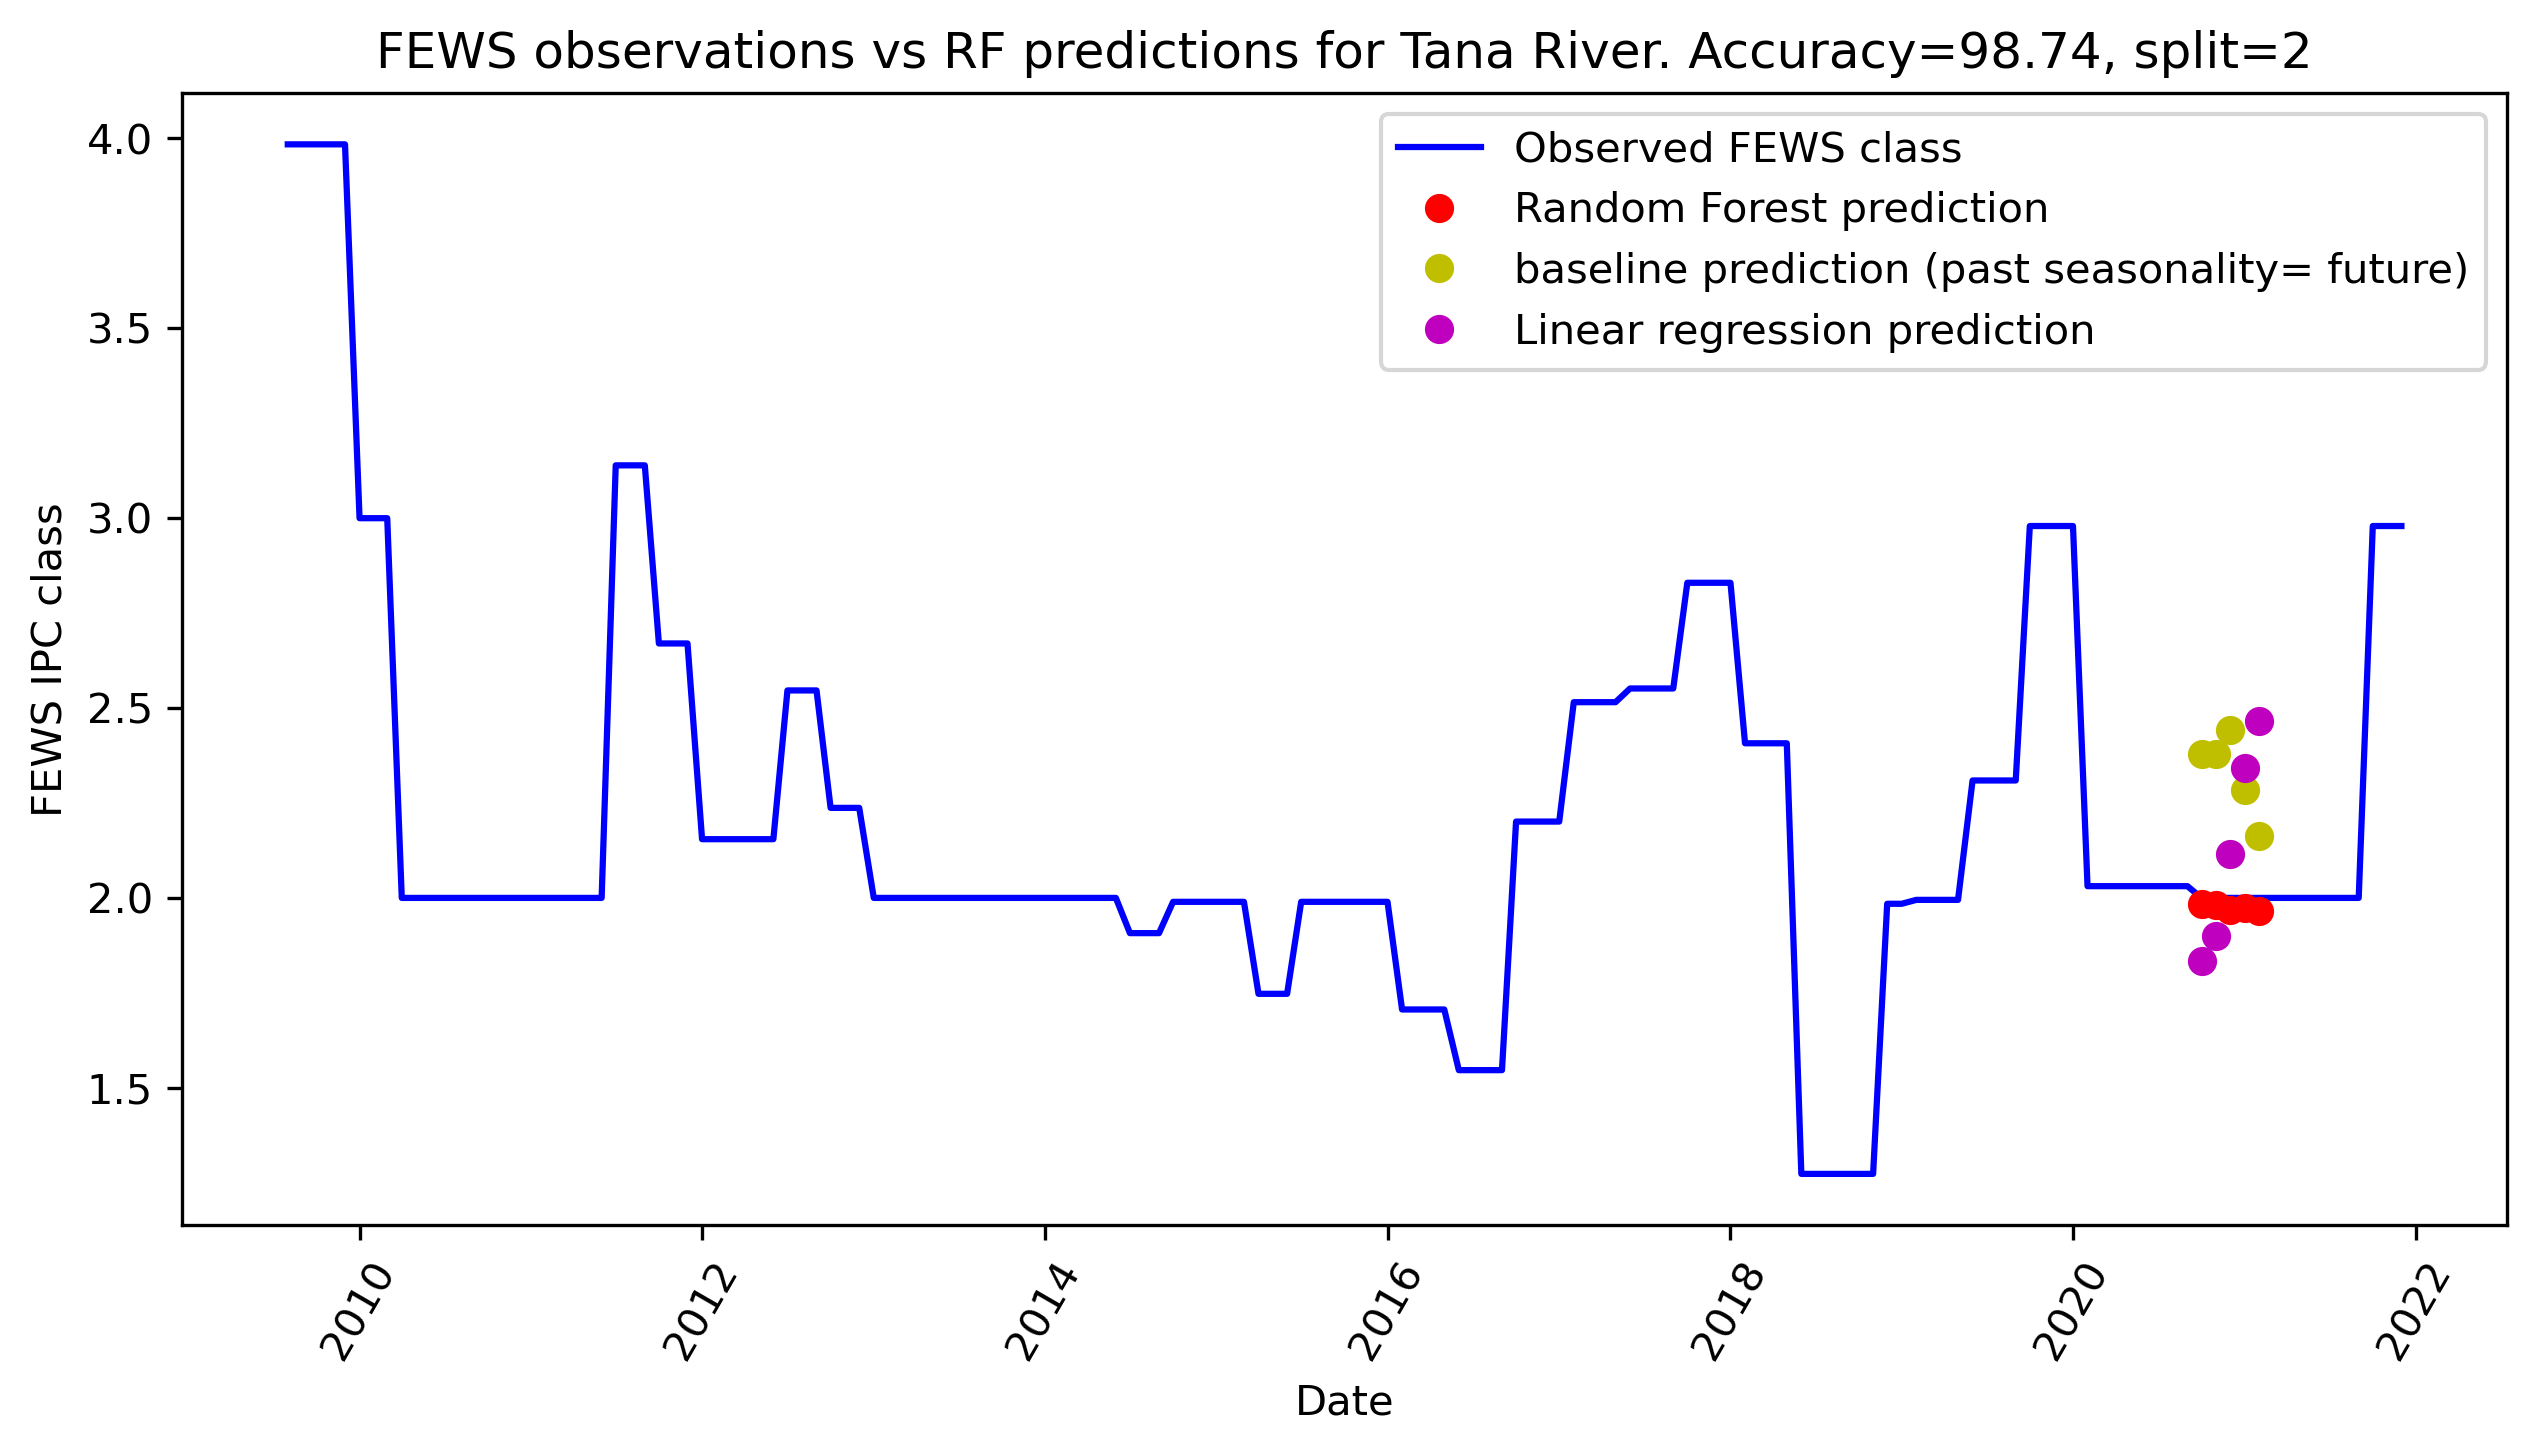 FEWS observations vs RF predictions for Tana River. Accuracy=98.74, split=2
Observed FEWS class
Random Forest prediction
baseline prediction (past seasonality= future)
Linear regression prediction
FEWS IPC class
4.0
3.5
3.0
2.5
2.0
1.5
2010
2012
2014
2016
2018
2020
2022
Date